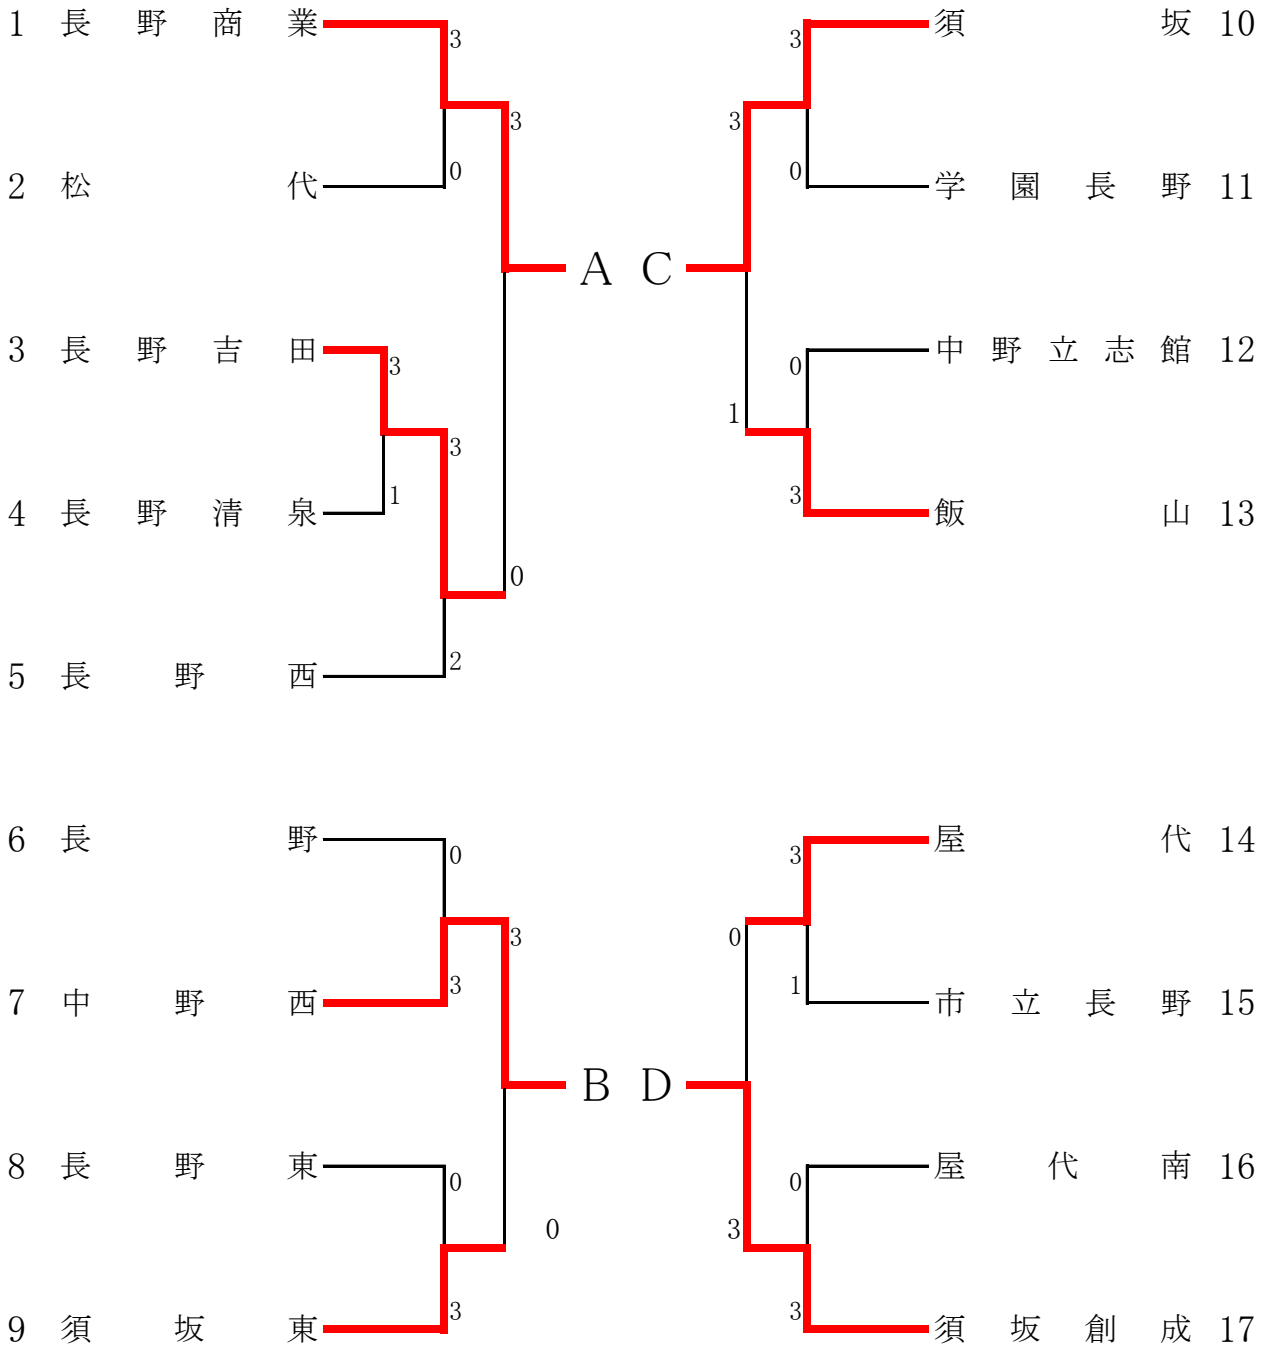 1 長野商業 3 3 須坂 10
3 3
2 松代 0 0 学園長野 11
A C
3 長野吉田 3 0 中野立志館 12
3 1
4 長野清泉 1 3 飯山 13
0
5 長野西 2
6 長野 0 3 屋代 14
3 0
7 中野西 3 1 市立長野 15
B D
8 長野東 0 0 屋代南 16
0 3
9 須坂東 3 3 須坂創成 17